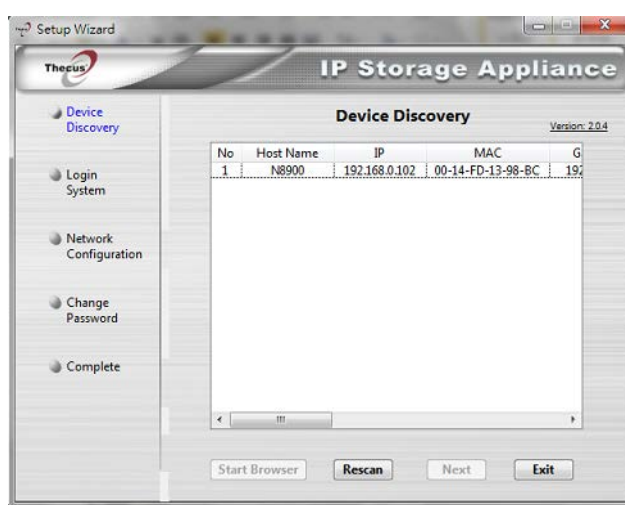 Setup Wizard
Thecus
IP Storage Appliance
Device Discovery
Device
Discovery
Version: 2.0.4
No Host Name IP MAC G
1 N8900 192.168.0.102 00-14-FD-13-98-BC 192
Login
System
Network
Configuration
Change
Password
Complete
Start Browser Rescan Next Exit